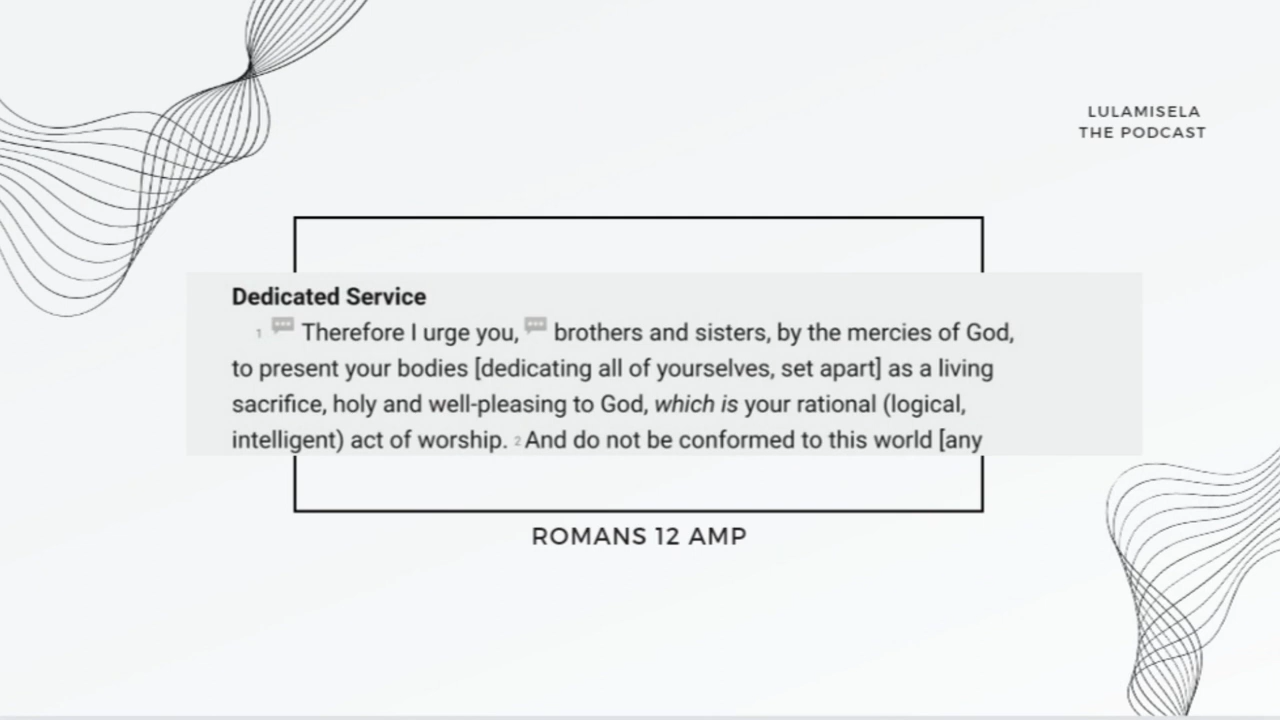 LULAMISELA
THE PODCAST
Dedicated Service
1 Therefore I urge you, brothers and sisters, by the mercies of God,
to present your bodies [dedicating all of yourselves, set apart] as a living
sacrifice, holy and well-pleasing to God, which is your rational (logical,
intelligent) act of worship. 2 And do not be conformed to this world [any
ROMANS 12 AMP